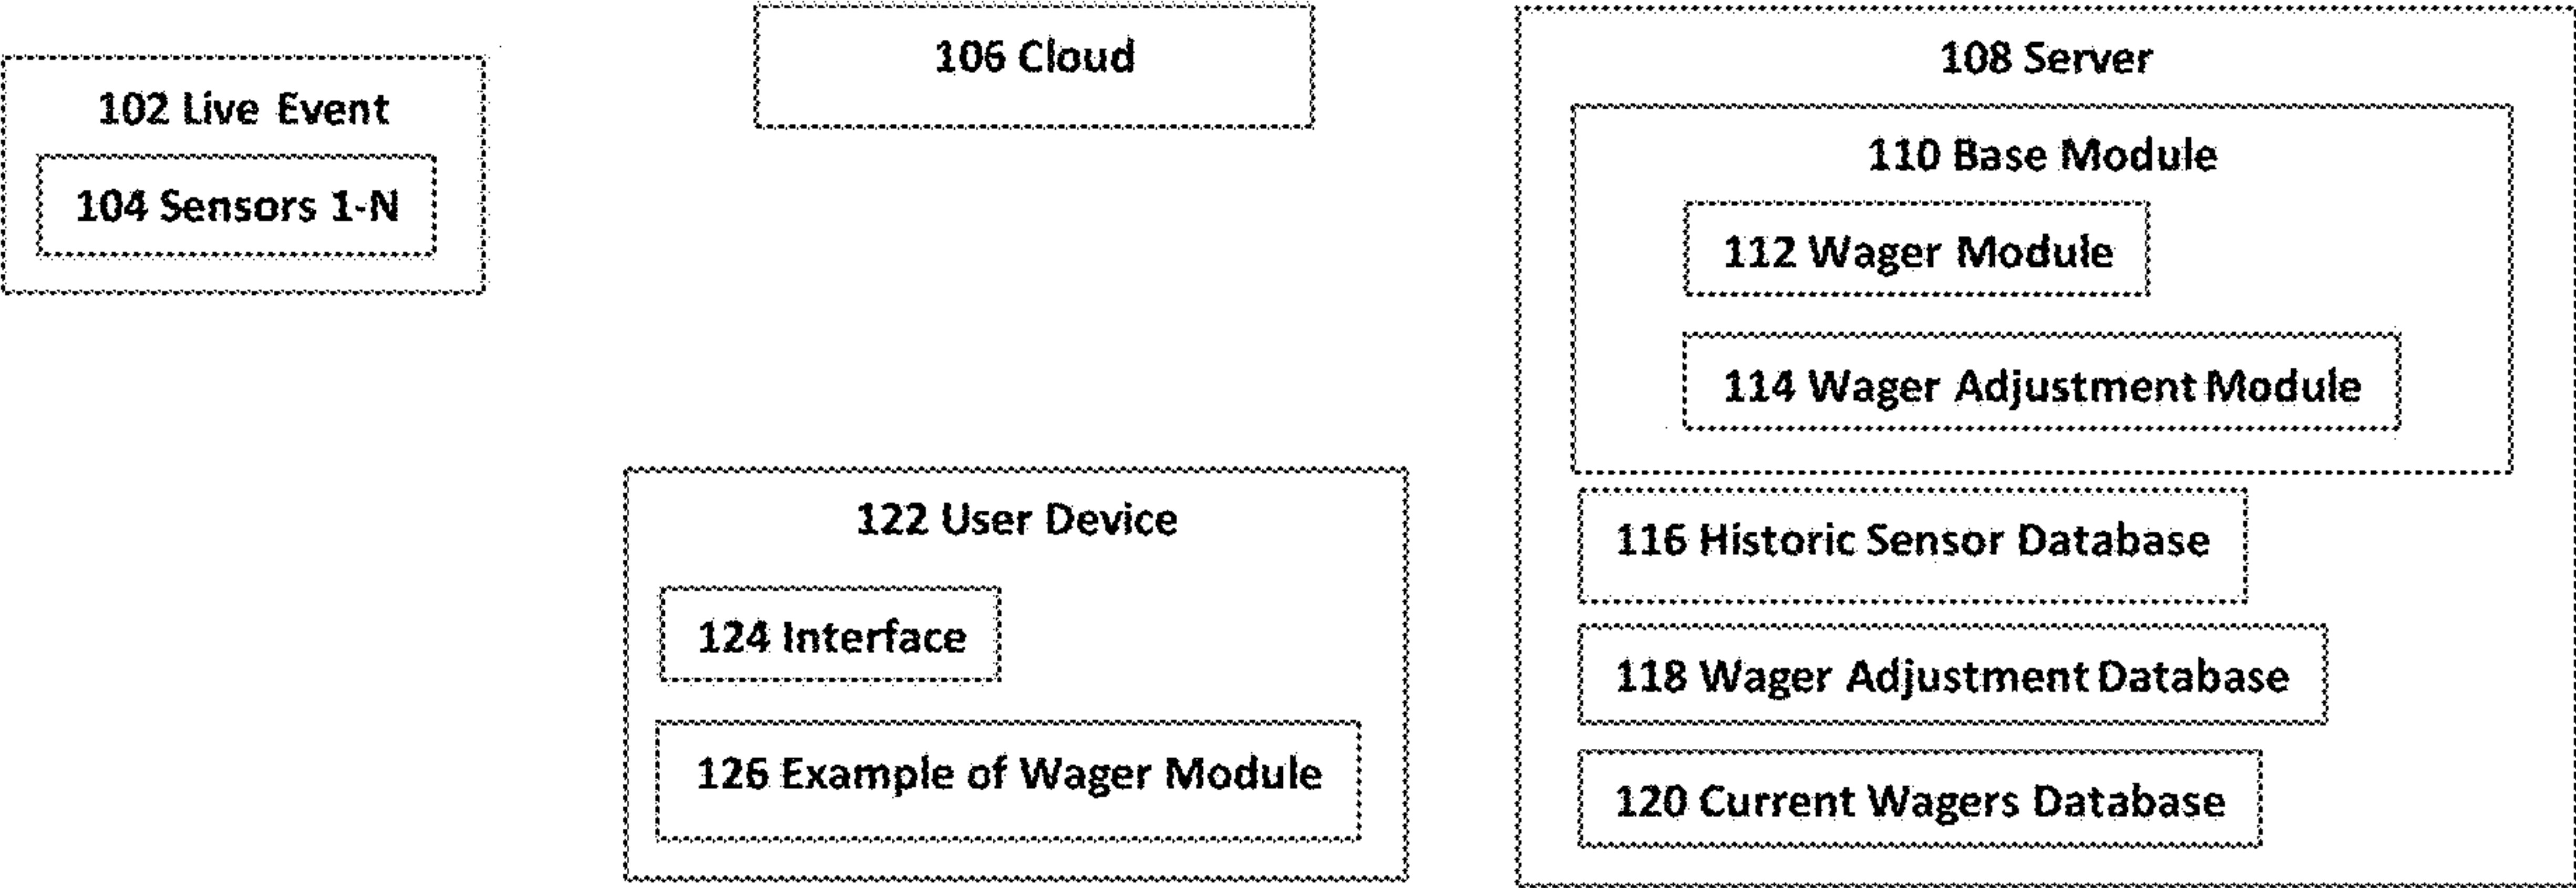 102 Live Event
104 Sensors 1-N
106 Cloud
122 User Device
124 Interface
126 Example of Wager Module
108 Server
110 Base Module
112 Wager Module
114 Wager Adjustment Module
116 Historic Sensor Database
118 Wager Adjustment Database
120 Current Wagers Database